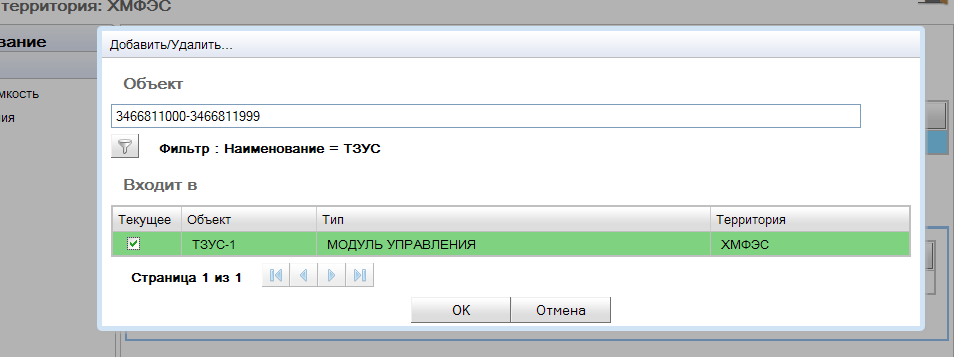 территория: ХМФЭС
вание
Добавить/Удалить...
Объект
мкость
3466811000-3466811999
ия
Фильтр : Наименование = ТЗУС
Входит в
Текущее Объект Тип Территория
ТЗУС-1 МОДУЛЬ УПРАВЛЕНИЯ ХМФЭС
Страница 1 из 1
OK Отмена